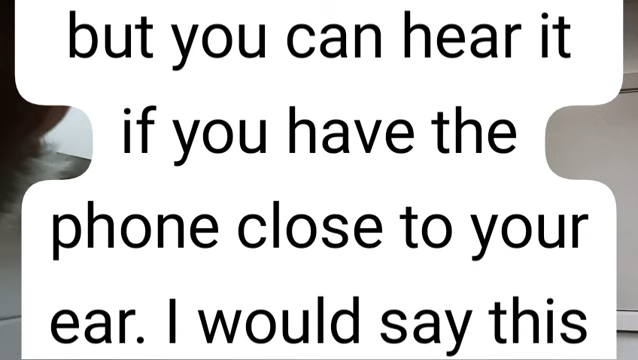 but you can hear it
if you have the
phone close to your
ear. I would say this